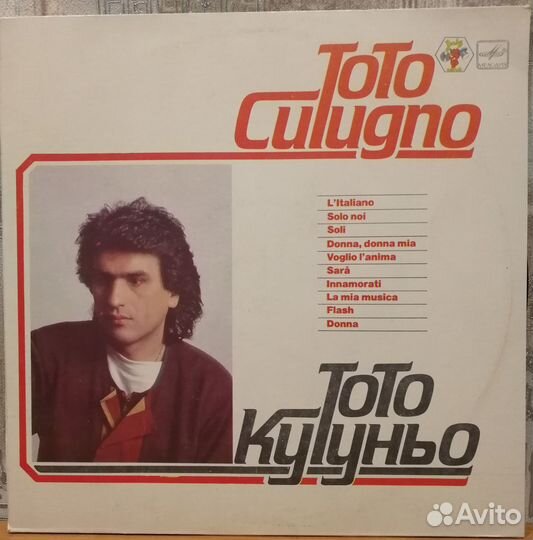 ToTo
Cutugno
МЕЛОДИЯ
L'Italiano
Solo noi
Soli
Donna, donna mia
Voglio l'anima
Sarà
Innamorati
La mia musica
Flash
Donna
ТоТо
Кутуньо
Avito